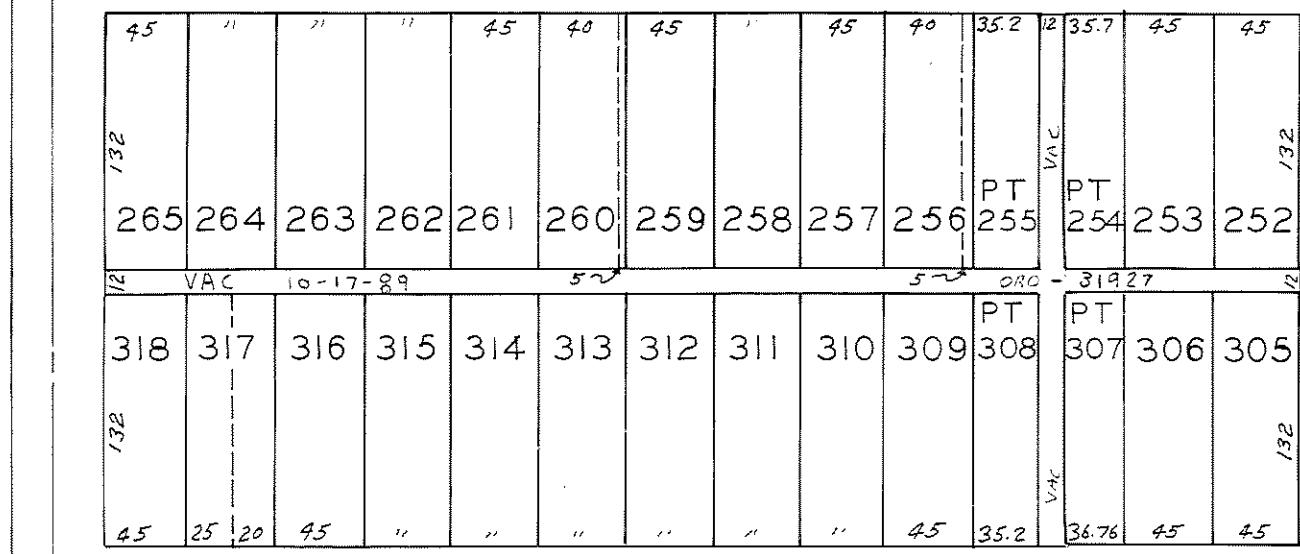 45 " " " 45 40 45 " 45 40 35.2 12 35.7 45 45
132 VAC 132
PT PT
265 264 263 262 261 260 259 258 257 256 255 254 253 252
12 VAC 10-17-89 5 5 ORD - 31927 12
PT PT
318 317 316 315 314 313 312 311 310 309 308 307 306 305
132 132
VAC
45 25 20 45 " " " " " " 45 35.2 36.76 45 45